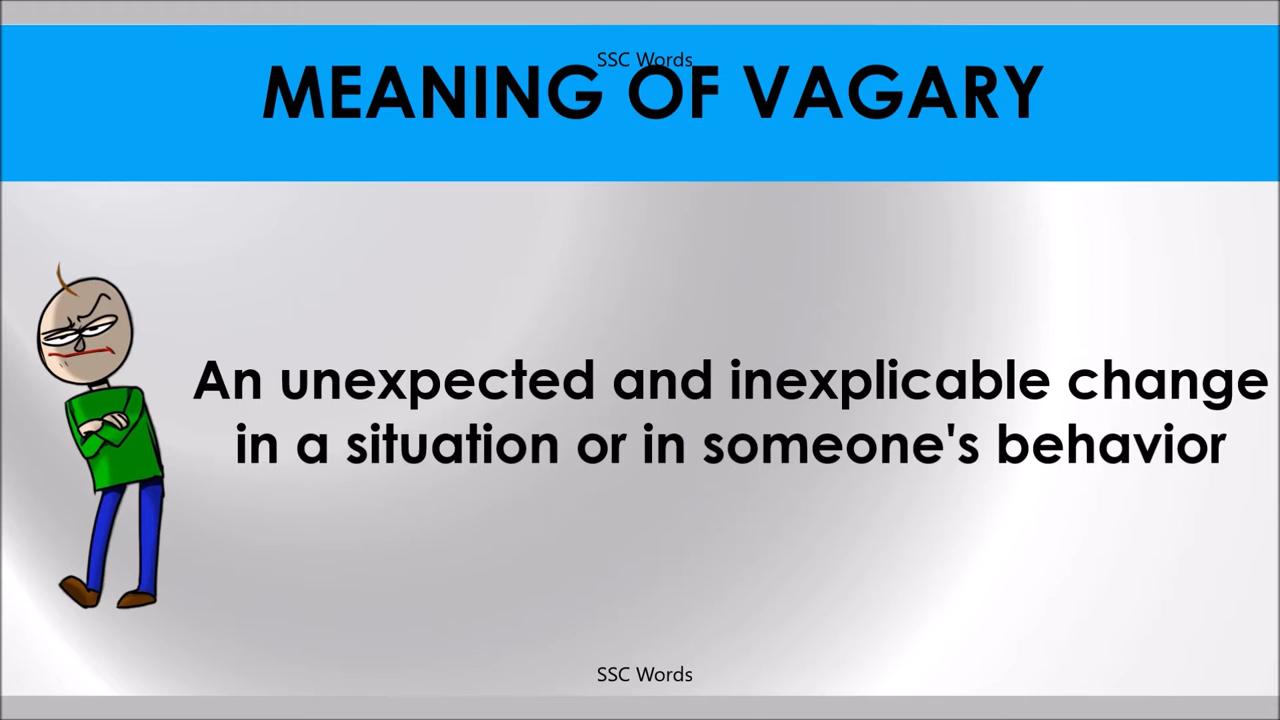 SSC Words
MEANING OF VAGARY
An unexpected and inexplicable change
in a situation or in someone's behavior
SSC Words